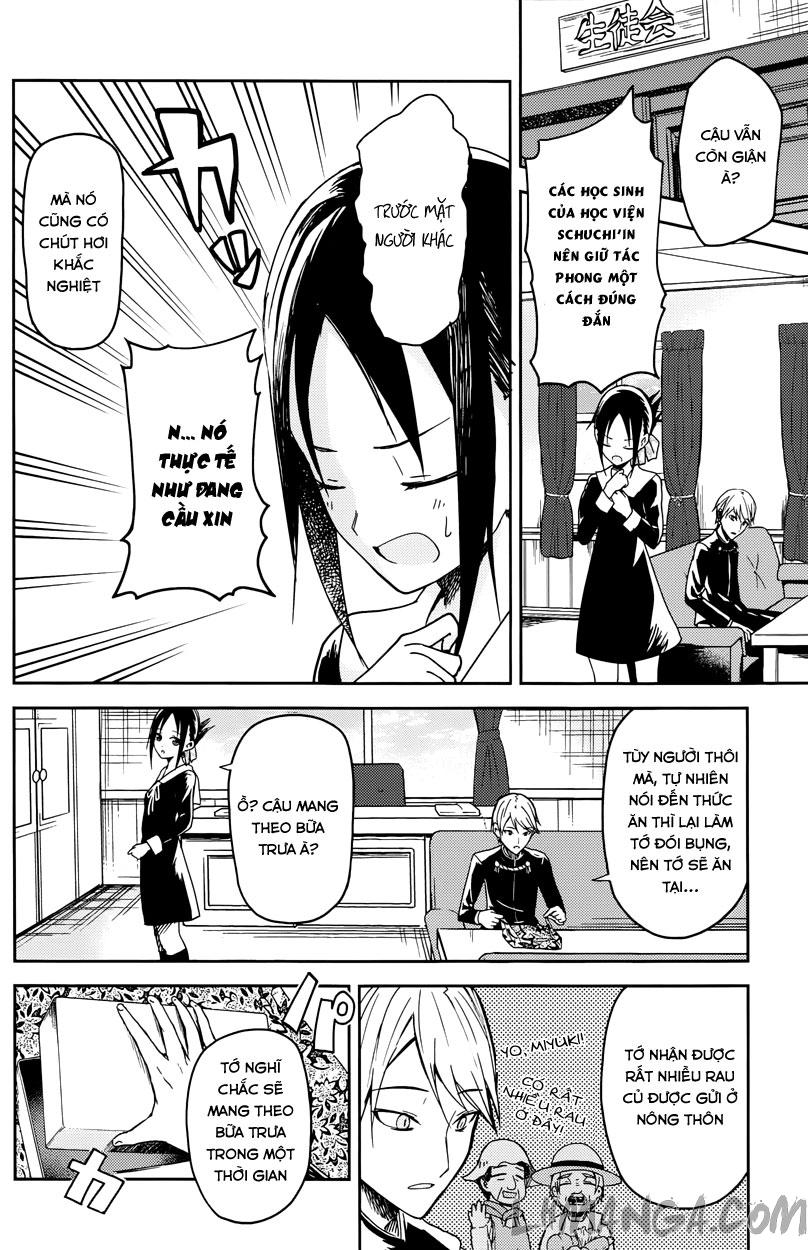 生徒会
CẬU VẪN
CÒN GIẬN
À?
CÁC HỌC SINH
CỦA HỌC VIỆN
SCHUCHI'IN
NÊN GIỮ TÁC
PHONG MỘT
CÁCH ĐÚNG
ĐẮN
TRƯỚC MẶT
NGƯỜI KHÁC
カッ
MÀ NÓ
CŨNG CÓ
CHÚT HƠI
KHẮC
NGHIỆT
N... NÓ
THỰC TẾ
NHƯ ĐANG
CẦU XIN
TÙY NGƯỜI THÔI
MÀ, TỰ NHIÊN
NÓI ĐẾN THỨC
ĂN THÌ LẠI LÀM
TỚ ĐÓI BỤNG,
NÊN TỚ SẼ ĂN
TẠI...
Ồ? CẬU MANG
THEO BỮA
TRƯA À?
TỚ NHẬN ĐƯỢC
RẤT NHIỀU RAU
CỦ ĐƯỢC GỬI Ở
NÔNG THÔN
YO, MIYUKI!
CÓ RẤT
NHIỀU RAU
Ở ĐÂY!
パカ
TỚ NGHĨ
CHẮC SẼ
MANG THEO
BỮA TRƯA
TRONG MỘT
THỜI GIAN